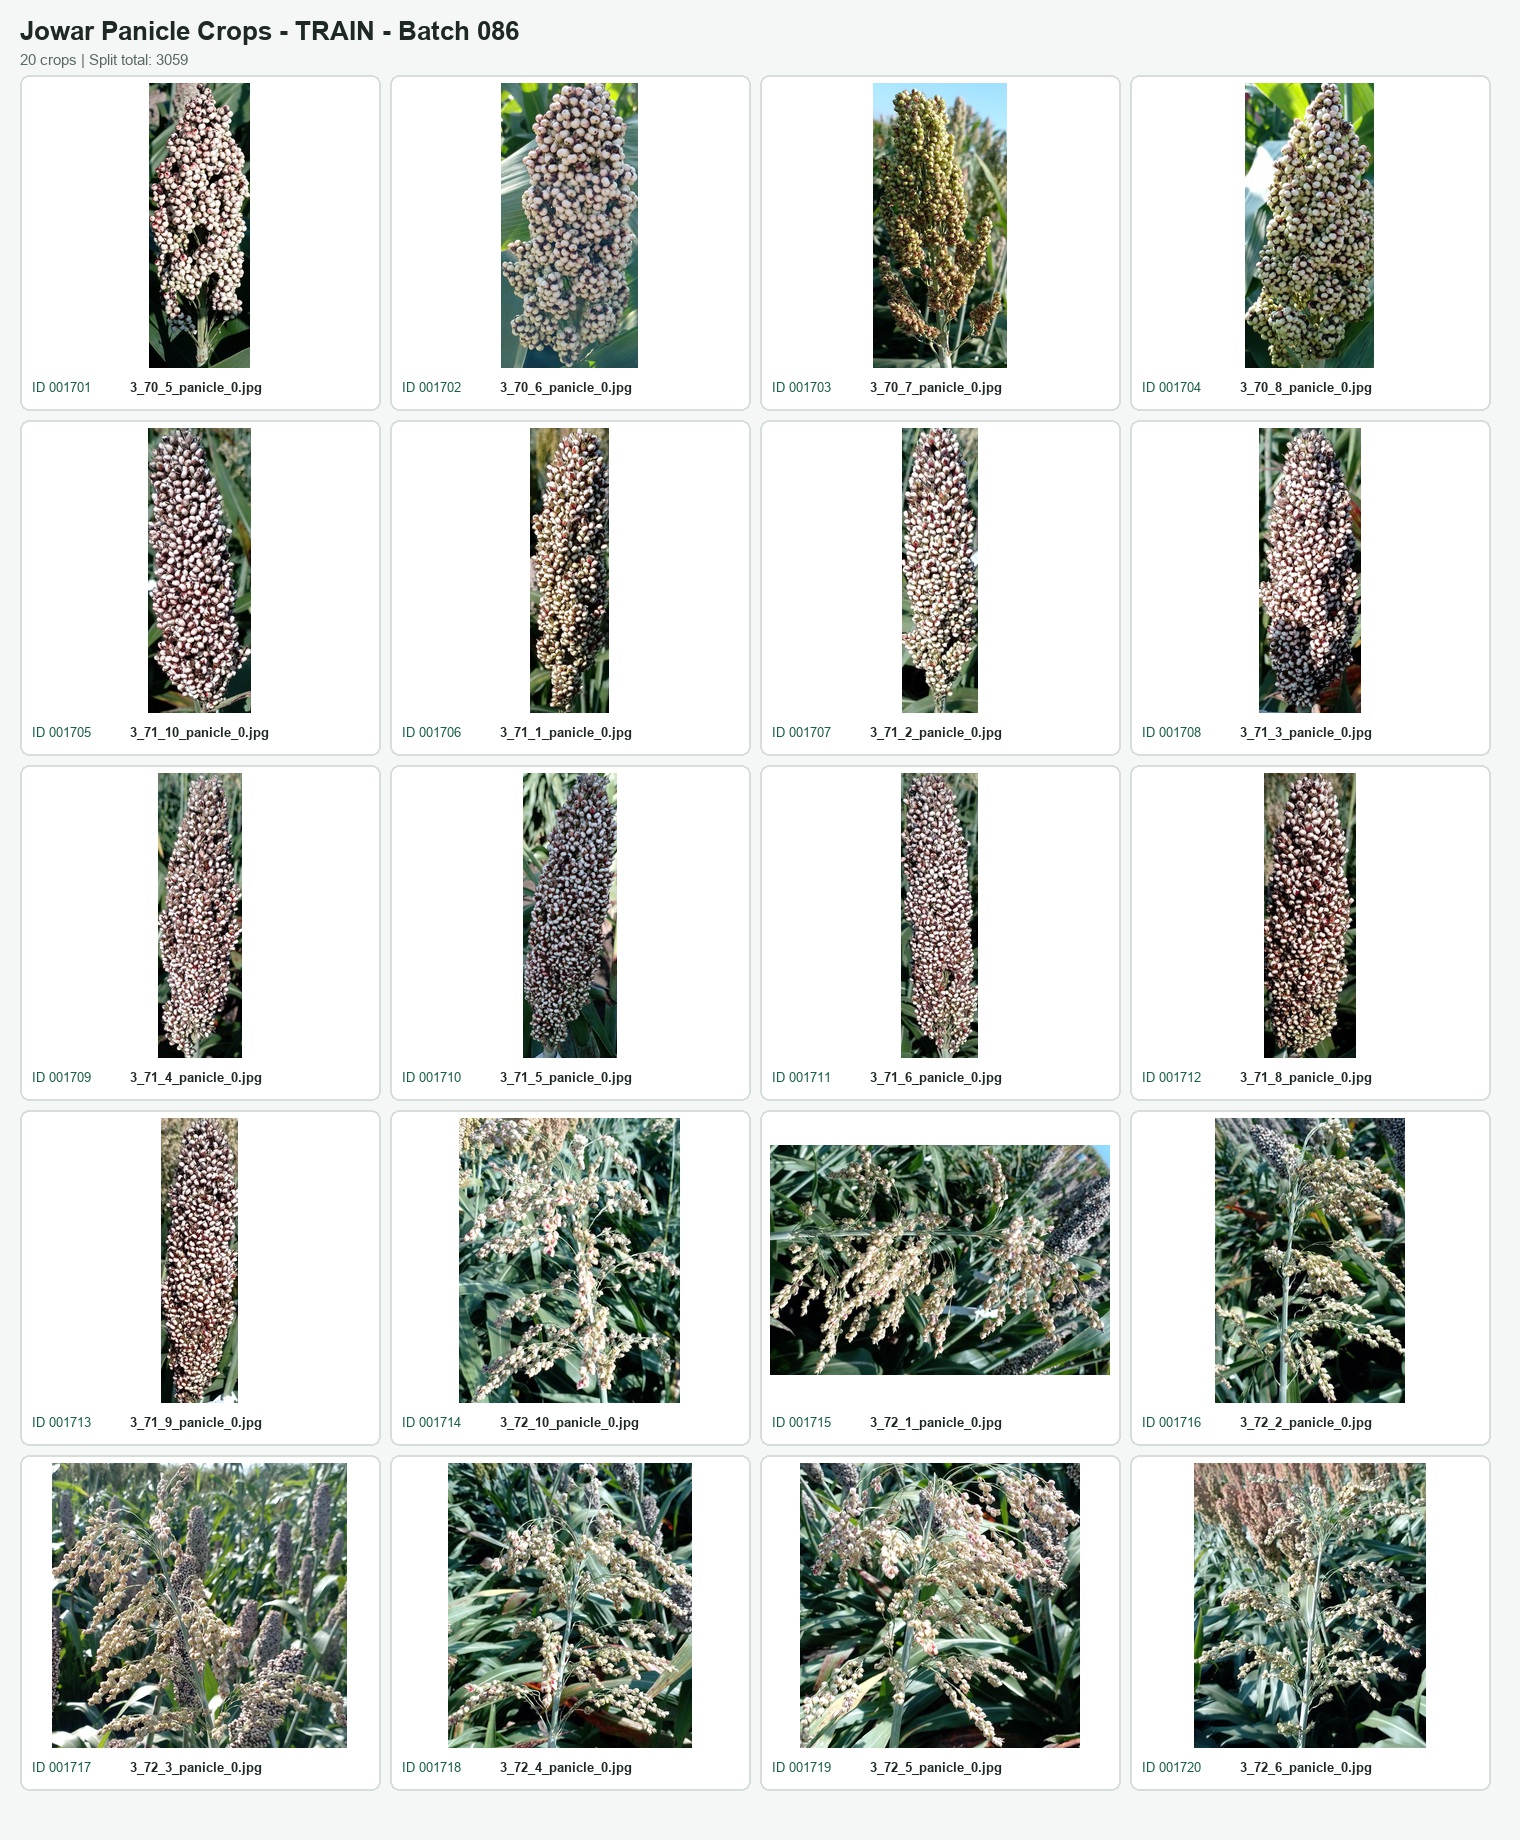 Jowar Panicle Crops - TRAIN - Batch 086
20 crops | Split total: 3059
ID 001701 3_70_5_panicle_0.jpg
ID 001702 3_70_6_panicle_0.jpg
ID 001703 3_70_7_panicle_0.jpg
ID 001704 3_70_8_panicle_0.jpg
ID 001705 3_71_10_panicle_0.jpg
ID 001706 3_71_1_panicle_0.jpg
ID 001707 3_71_2_panicle_0.jpg
ID 001708 3_71_3_panicle_0.jpg
ID 001709 3_71_4_panicle_0.jpg
ID 001710 3_71_5_panicle_0.jpg
ID 001711 3_71_6_panicle_0.jpg
ID 001712 3_71_8_panicle_0.jpg
ID 001713 3_71_9_panicle_0.jpg
ID 001714 3_72_10_panicle_0.jpg
ID 001715 3_72_1_panicle_0.jpg
ID 001716 3_72_2_panicle_0.jpg
ID 001717 3_72_3_panicle_0.jpg
ID 001718 3_72_4_panicle_0.jpg
ID 001719 3_72_5_panicle_0.jpg
ID 001720 3_72_6_panicle_0.jpg